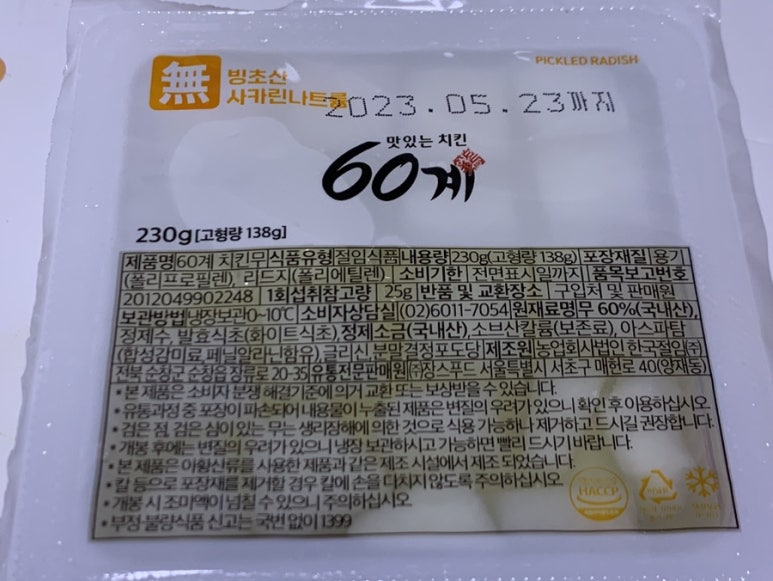 無 빙초산
사카린나트륨
PICKLED RADISH
2023.05.23까지
맛있는 치킨
60계
230g[고형량 138g]
제품명 60계 치킨무 식품유형 절임식품 내용량 230g(고형량 138g) 포장재질 용기
(폴리프로필렌), 리드지(폴리에틸렌) 소비기한 전면표시일까지 품목보고번호
2012049902248 1회 섭취참고량 25g 반품 및 교환장소 구입처 및 판매원
보관방법 냉장보관0~10℃ 소비자상담실 (02)6011-7054 원재료명 무 60%(국내산),
정제수, 발효식초(화이트식초), 정제소금(국내산), 소브산칼륨(보존료), 아스파탐
(합성감미료,페닐알라닌함유), 글리신, 분말결정포도당 제조원 농업회사법인 한국절임(주)
전북 순창군 순창읍 장류로 20-35 유통전문판매원 (주)장스푸드 서울특별시 서초구 매헌로 40(양재동)
• 본 제품은 소비자 분쟁 해결기준에 의거 교환 또는 보상받을 수 있습니다.
• 유통과정 중 포장이 파손되어 내용물이 누출된 제품은 변질의 우려가 있으니 확인 후 이용하십시오.
• 검은 점, 검은 심이 있는 무는 생리장해에 의한 것으로 식용 가능하나 제거하고 드시길 권장합니다.
• 개봉 후에는 변질의 우려가 있으니 냉장 보관하시고 가능하면 빨리 드시기 바랍니다.
• 본 제품은 아황산류를 사용한 제품과 같은 제조 시설에서 제조 되었습니다.
• 칼 등으로 포장재를 제거할 경우 칼에 손을 다치지 않도록 주의하십시오.
• 개봉 시 조미액이 넘칠 수 있으니 주의하십시오
• 부정·불량식품 신고는 국번 없이 1399
HACCP